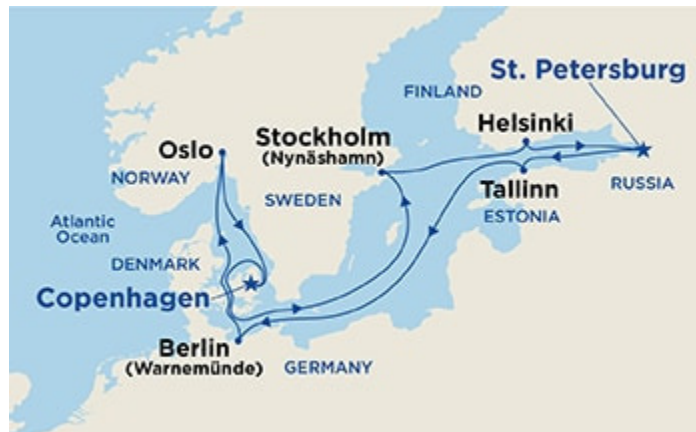 St. Petersburg
FINLAND
Helsinki
Stockholm
(Nynäshamn)
Oslo
NORWAY
SWEDEN
Tallinn
ESTONIA
RUSSIA
Atlantic
Ocean
DENMARK
Copenhagen
Berlin
(Warnemünde)
GERMANY